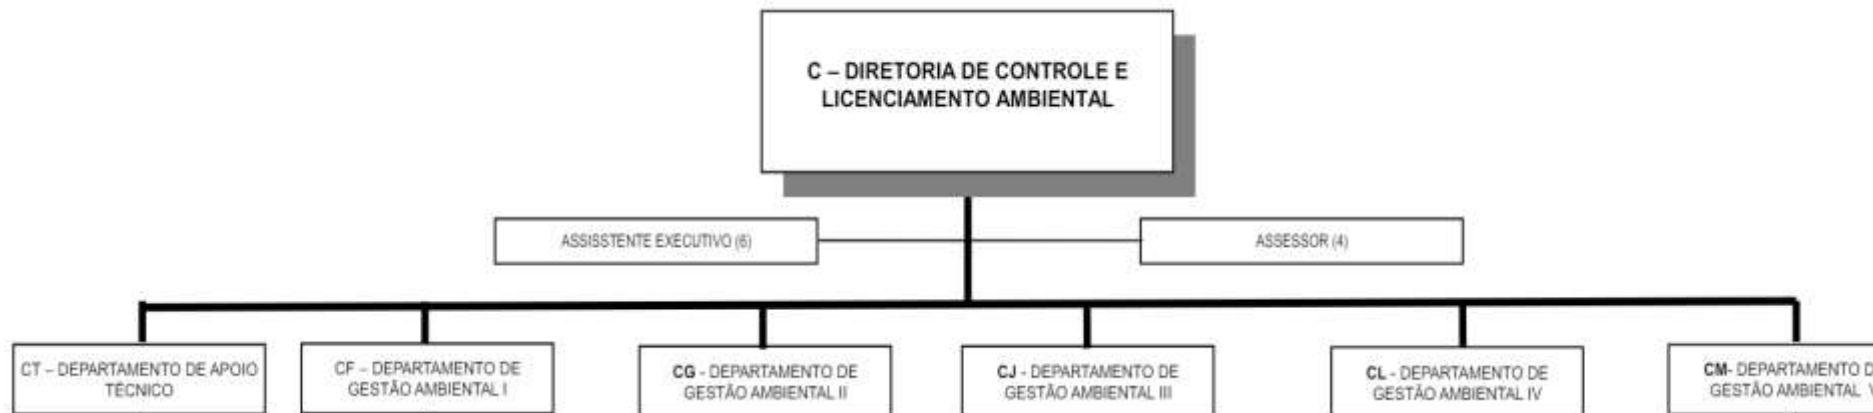 C – DIRETORIA DE CONTROLE E
LICENCIAMENTO AMBIENTAL
ASSISSTENTE EXECUTIVO (6)
ASSESSOR (4)
CT – DEPARTAMENTO DE APOIO
TÉCNICO
CF – DEPARTAMENTO DE
GESTÃO AMBIENTAL I
CG - DEPARTAMENTO DE
GESTÃO AMBIENTAL II
CJ - DEPARTAMENTO DE
GESTÃO AMBIENTAL III
CL - DEPARTAMENTO DE
GESTÃO AMBIENTAL IV
CM- DEPARTAMENTO
GESTÃO AMBIENTAL